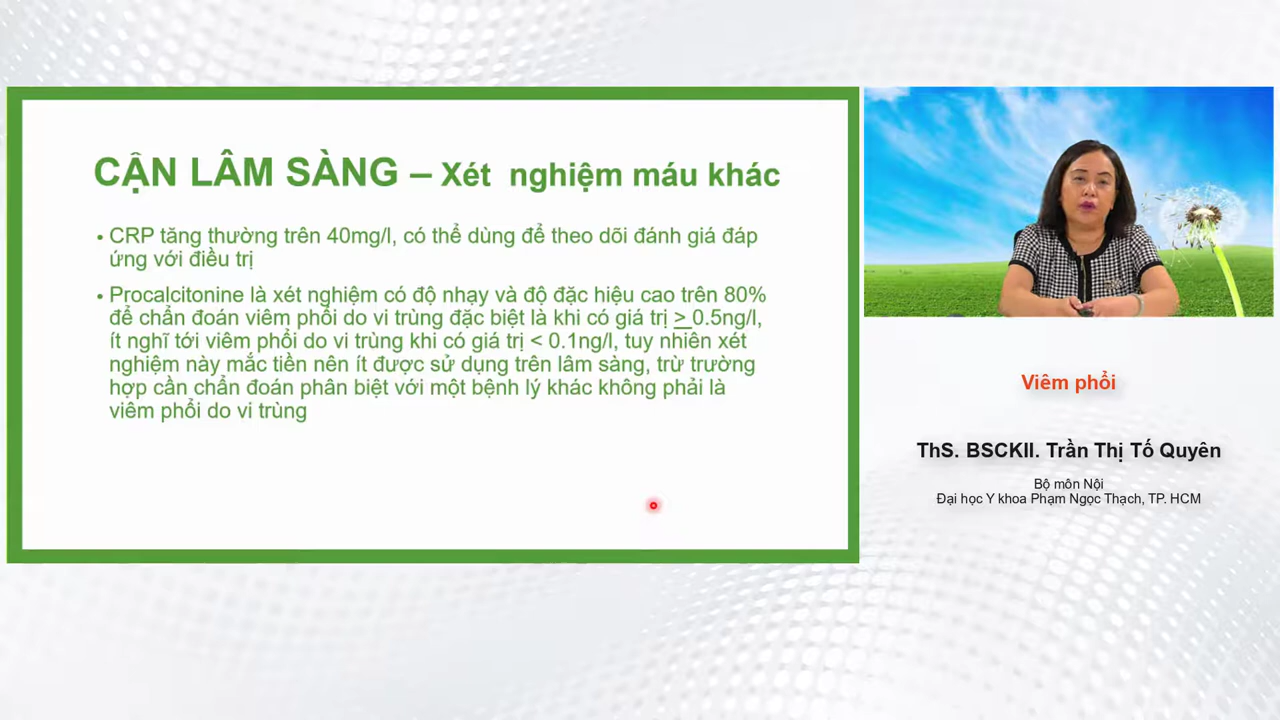 CẬN LÂM SÀNG – Xét nghiệm máu khác
• CRP tăng thường trên 40mg/l, có thể dùng để theo dõi đánh giá đáp
ứng với điều trị
• Procalcitonine là xét nghiệm có độ nhạy và độ đặc hiệu cao trên 80%
để chẩn đoán viêm phổi do vi trùng đặc biệt là khi có giá trị > 0.5ng/l,
ít nghĩ tới viêm phổi do vi trùng khi có giá trị < 0.1ng/l, tuy nhiên xét
nghiệm này mắc tiền nên ít được sử dụng trên lâm sàng, trừ trường
hợp cần chẩn đoán phân biệt với một bệnh lý khác không phải là
viêm phổi do vi trùng
Viêm phổi
ThS. BSCKII. Trần Thị Tố Quyên
Bộ môn Nội
Đại học Y khoa Phạm Ngọc Thạch, TP. HCM